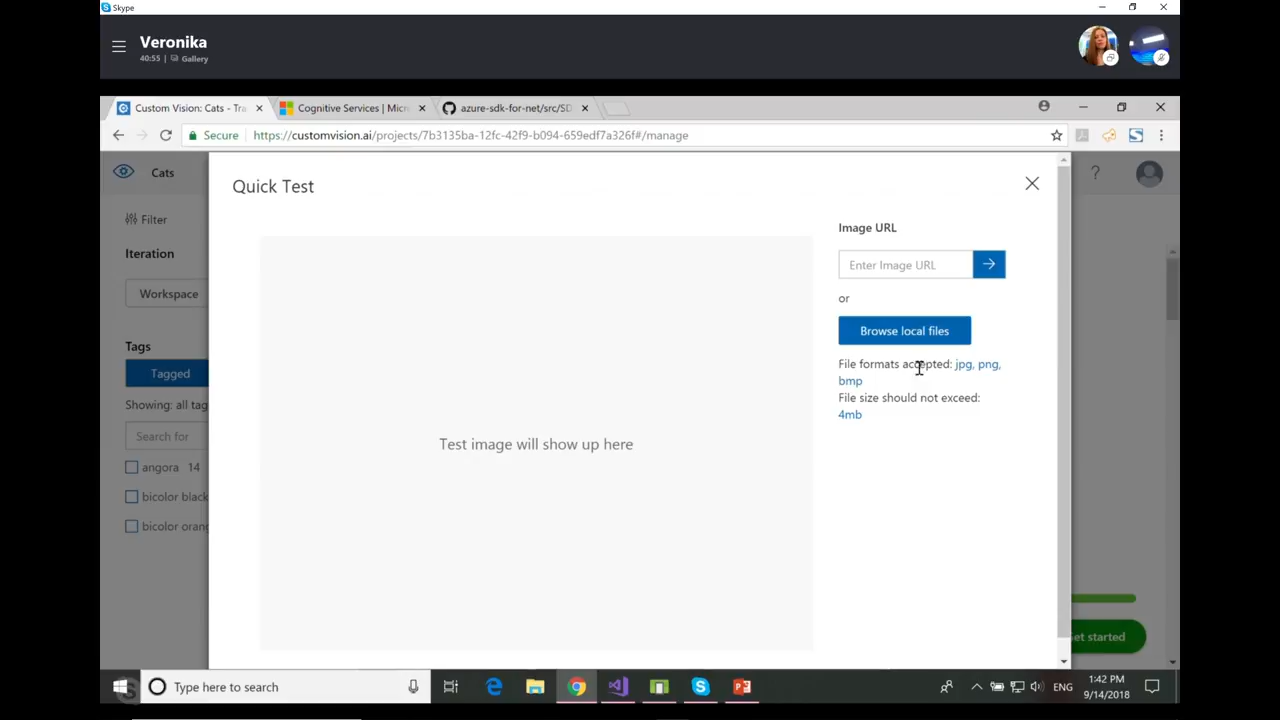 Skype
Veronika
40:55 | Gallery
Custom Vision: Cats - Tra
Cognitive Services | Micr
azure-sdk-for-net/src/SD
Secure
https://customvision.ai/projects/7b3135ba-12fc-42f9-b094-659edf7a326f#/manage
Cats
?
Quick Test
Filter
Iteration
Workspace
Tags
Tagged
Showing: all tag
Search for
angora 14
bicolor black
bicolor orang
Test image will show up here
Image URL
Enter Image URL
or
Browse local files
File formats accepted: jpg, png,
bmp
File size should not exceed:
4mb
et started
Type here to search
ENG
1:42 PM
9/14/2018